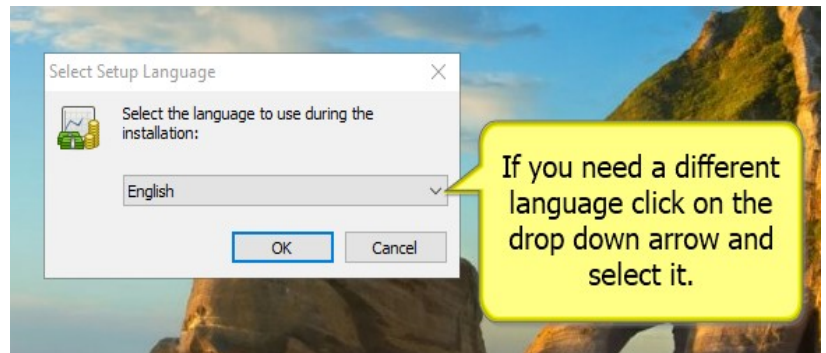 Select Setup Language
Select the language to use during the
installation:
English
OK
Cancel
If you need a different
language click on the
drop down arrow and
select it.